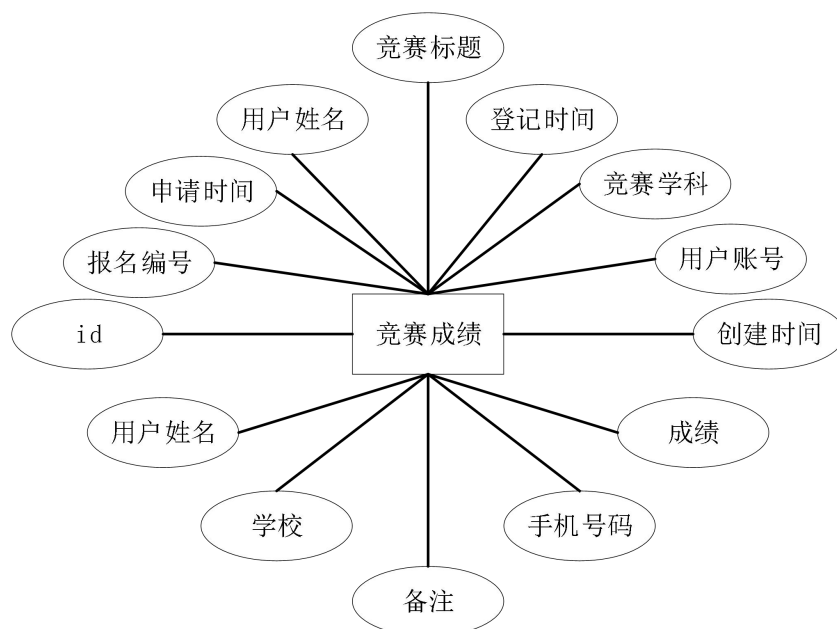 竞赛标题
用户姓名
登记时间
申请时间
竞赛学科
报名编号
用户账号
id
竞赛成绩
创建时间
用户姓名
成绩
学校
手机号码
备注